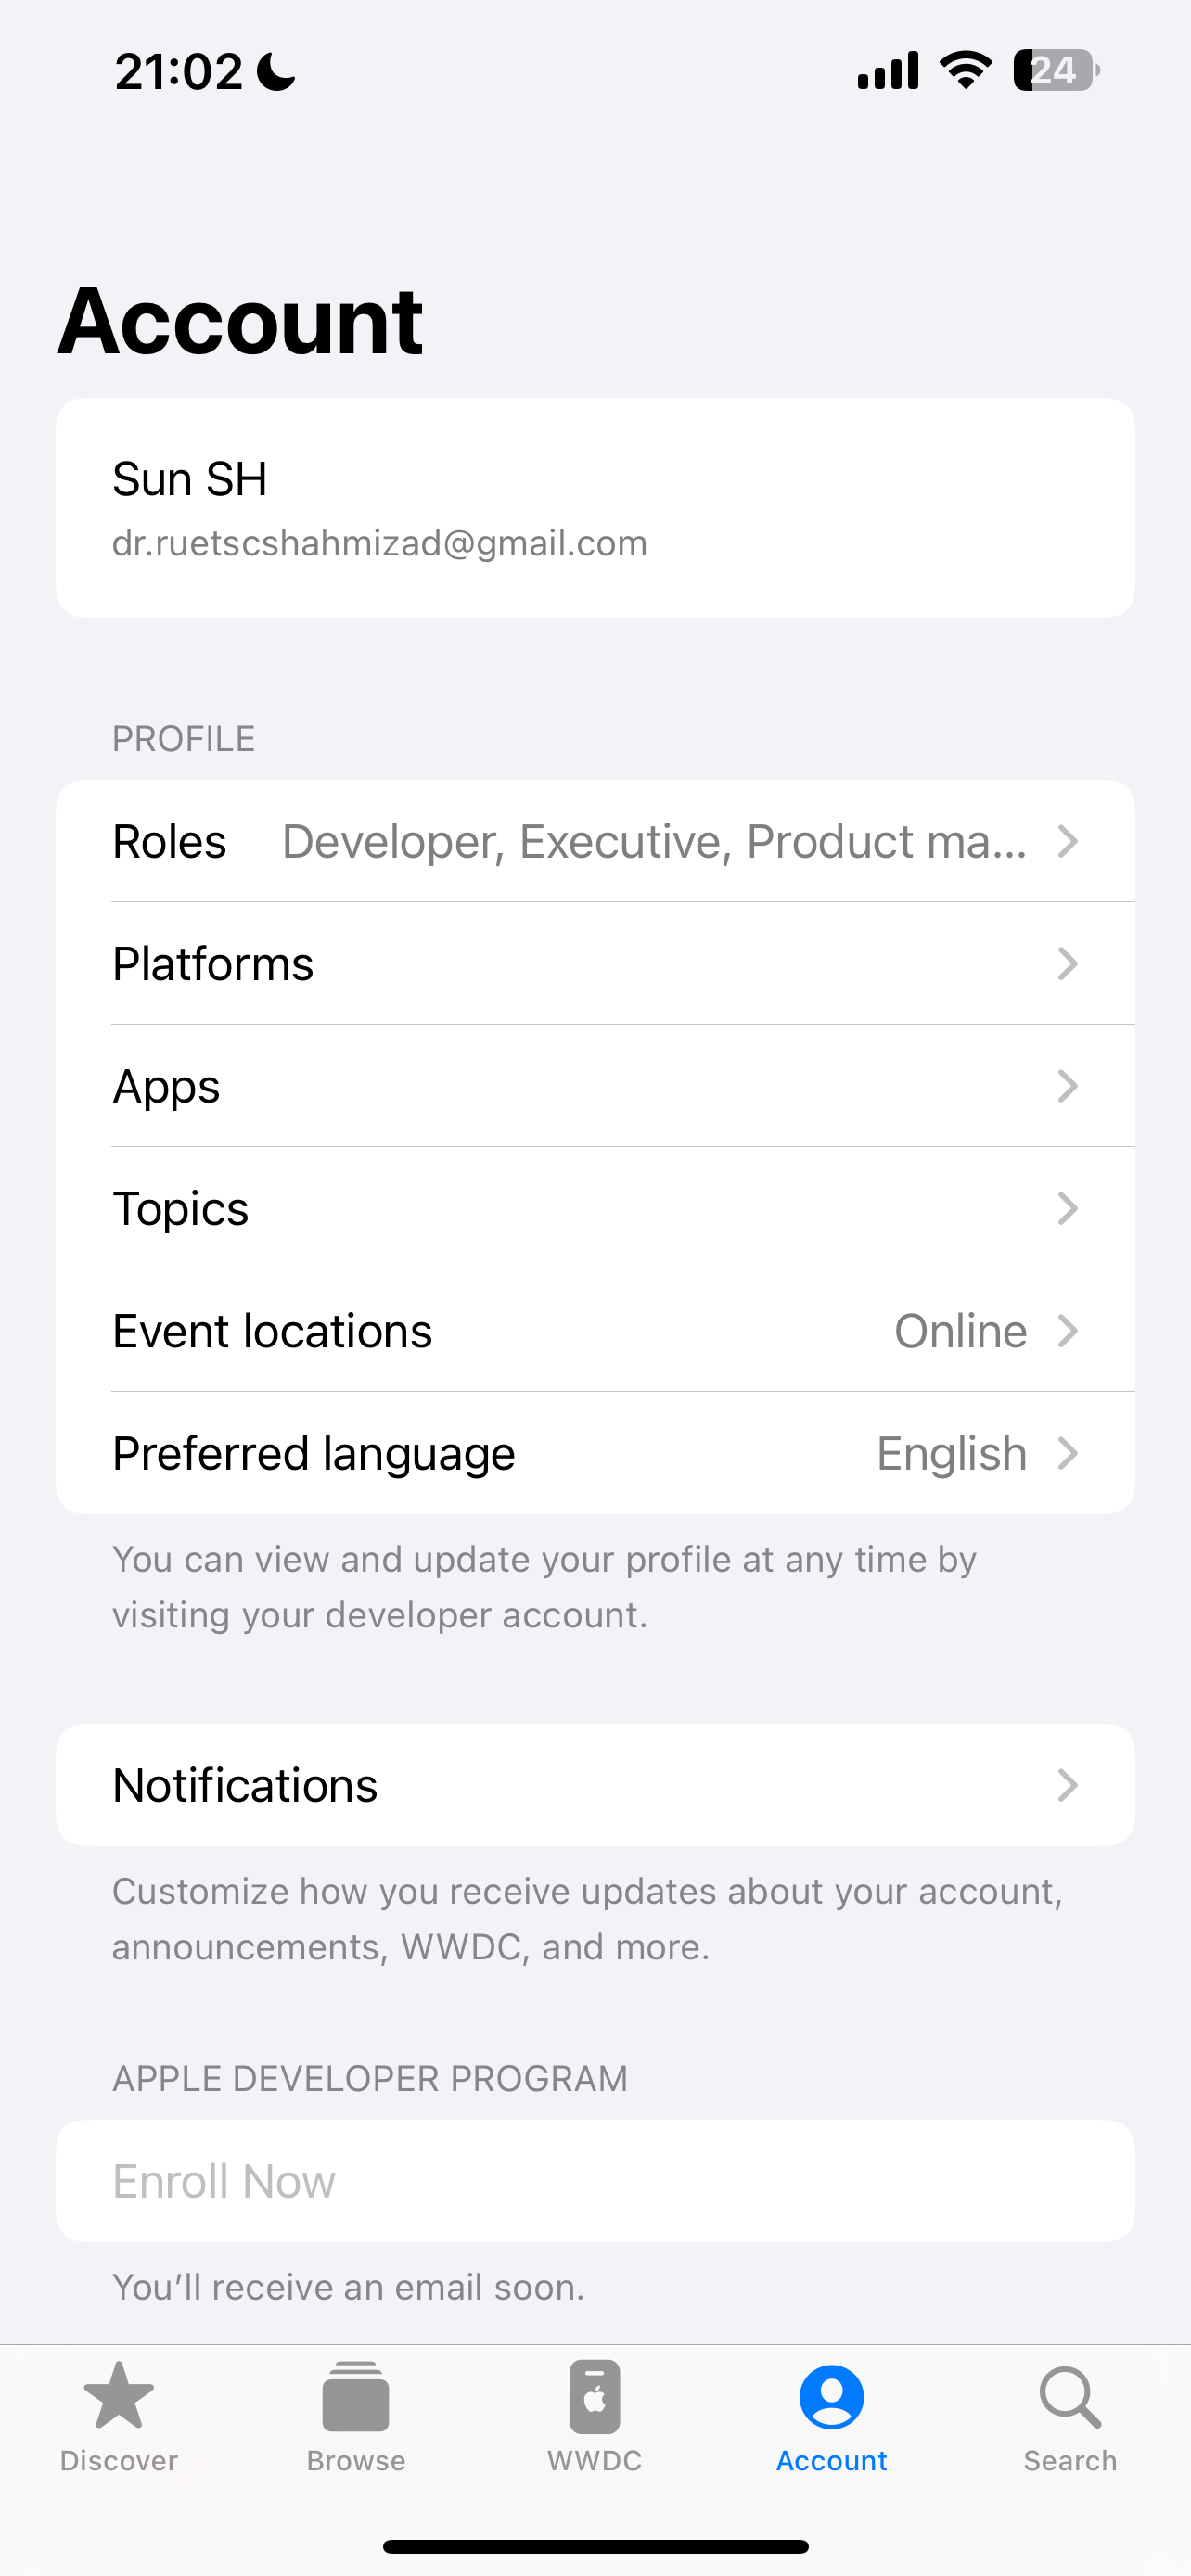 21:02
24
Account
Sun SH
dr.ruetscshahmizad@gmail.com
PROFILE
Roles Developer, Executive, Product ma...
Platforms
Apps
Topics
Event locations Online
Preferred language English
You can view and update your profile at any time by
visiting your developer account.
Notifications
Customize how you receive updates about your account,
announcements, WWDC, and more.
APPLE DEVELOPER PROGRAM
Enroll Now
You’ll receive an email soon.
Discover Browse WWDC Account Search